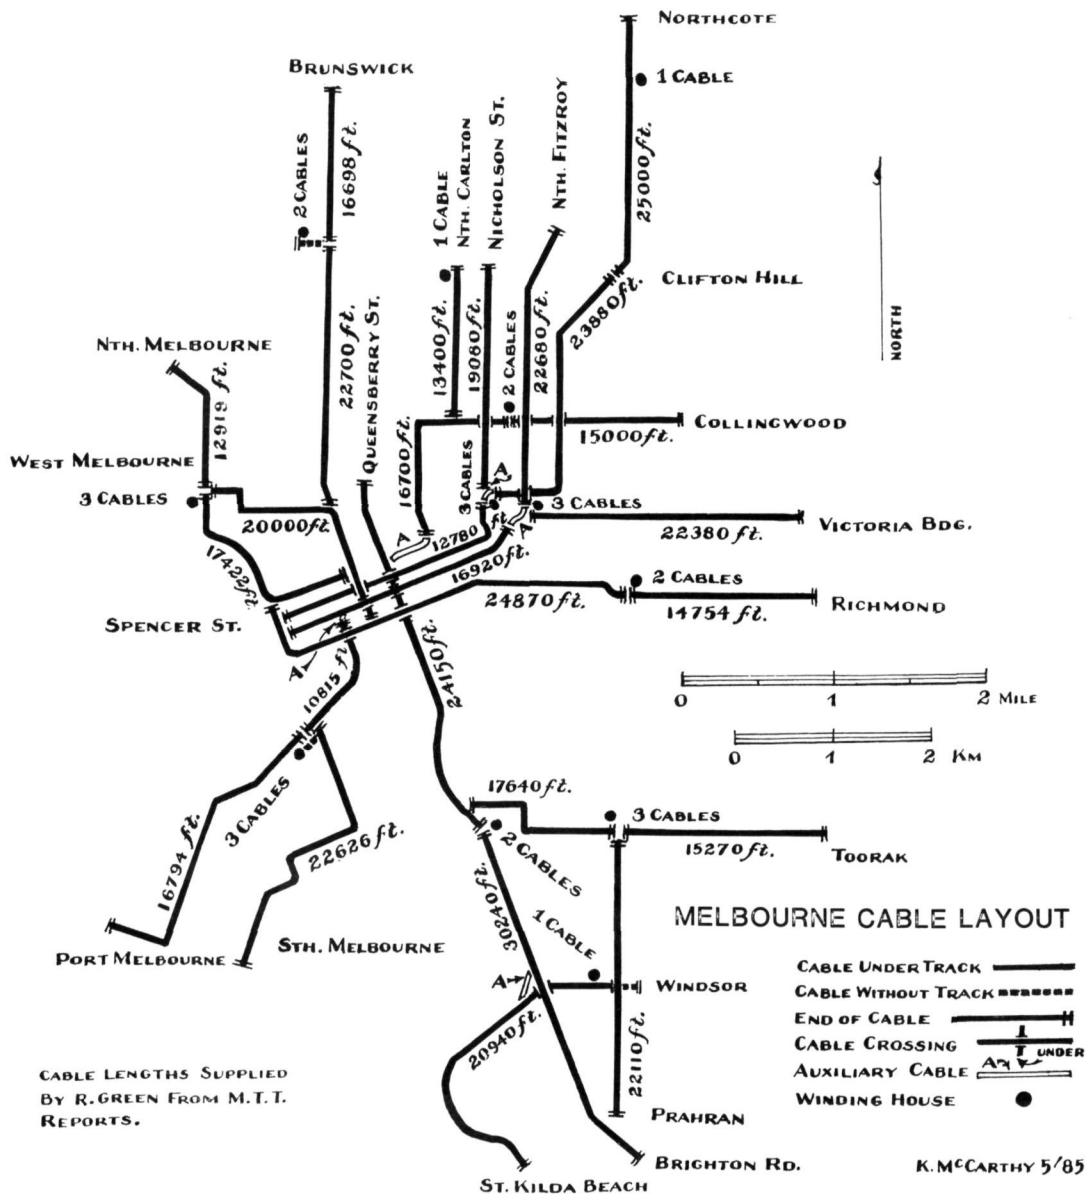 NORTHCOTE
1 CABLE
BRUNSWICK
2 CABLES
16698 ft.
1 CABLE
NTH. CARLTON
NICHOLSON ST.
NTH. FITZROY
25000 ft.
NORTH
CLIFTON HILL
23880 ft.
NTH. MELBOURNE
12919 ft.
22700 ft.
QUEENSBERRY ST.
13400 ft.
19080 ft.
2 CABLES
22680 ft.
COLLINGWOOD
15000 ft.
WEST MELBOURNE
3 CABLES
20000 ft.
16700 ft.
3 CABLES
A
A
12780 ft
3 CABLES
A
VICTORIA BDG.
22380 ft.
17422 ft.
16920 ft.
2 CABLES
24870 ft.
14754 ft.
RICHMOND
SPENCER ST.
A
10815 ft
24150 ft.
0 1 2 MILE
0 1 2 KM
3 CABLES
16794 ft.
22626 ft.
17640 ft.
2 CABLES
3 CABLES
15270 ft.
TOORAK
PORT MELBOURNE
STH. MELBOURNE
30240 ft.
1 CABLE
A
WINDSOR
20940 ft.
22110 ft.
PRAHRAN
BRIGHTON RD.
ST. KILDA BEACH
MELBOURNE CABLE LAYOUT
CABLE UNDER TRACK
CABLE WITHOUT TRACK
END OF CABLE
CABLE CROSSING
UNDER
AUXILIARY CABLE A
WINDING HOUSE
CABLE LENGTHS SUPPLIED
BY R. GREEN FROM M.T.T.
REPORTS.
K. McCARTHY 5/85